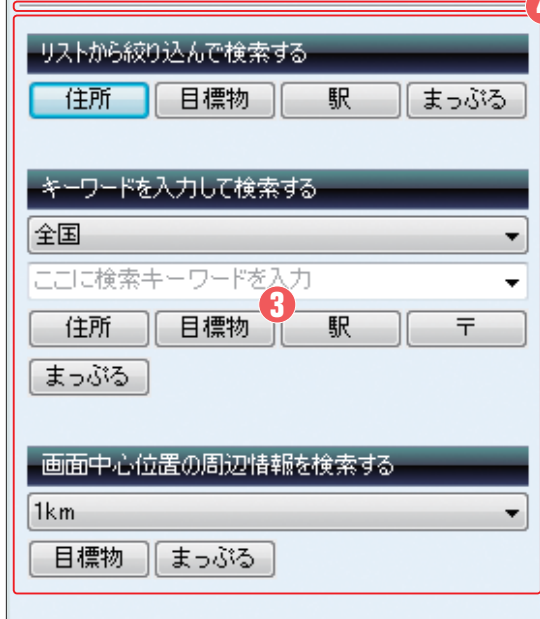 リストから絞り込んで検索する
住所 目標物 駅 まっぷる
キーワードを入力して検索する
全国
ここに検索キーワードを入力
3
住所 目標物 駅 〒
まっぷる
画面中心位置の周辺情報を検索する
1km
目標物 まっぷる